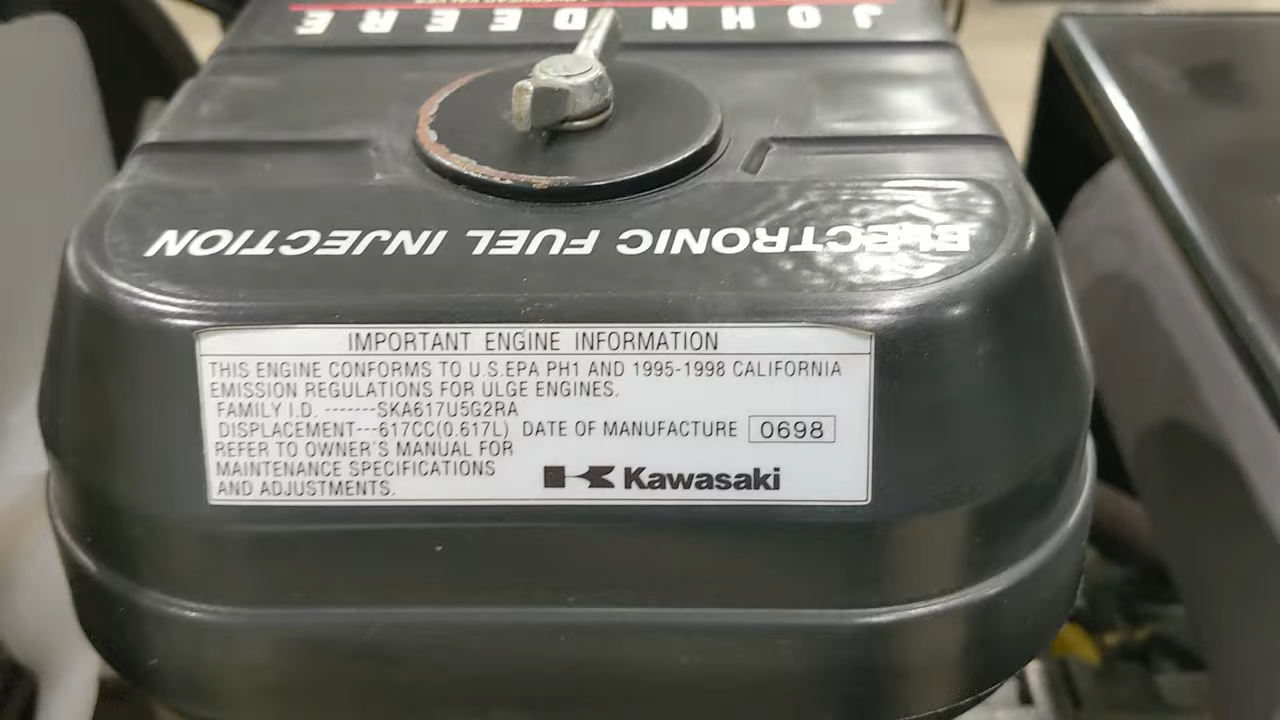 JOHN DEERE
ELECTRONIC FUEL INJECTION
IMPORTANT ENGINE INFORMATION
THIS ENGINE CONFORMS TO U.S.EPA PH1 AND 1995-1998 CALIFORNIA
EMISSION REGULATIONS FOR ULGE ENGINES.
FAMILY I.D. -------SKA617U5G2RA
DISPLACEMENT---617CC(0.617L) DATE OF MANUFACTURE 0698
REFER TO OWNER'S MANUAL FOR
MAINTENANCE SPECIFICATIONS
AND ADJUSTMENTS.
Kawasaki